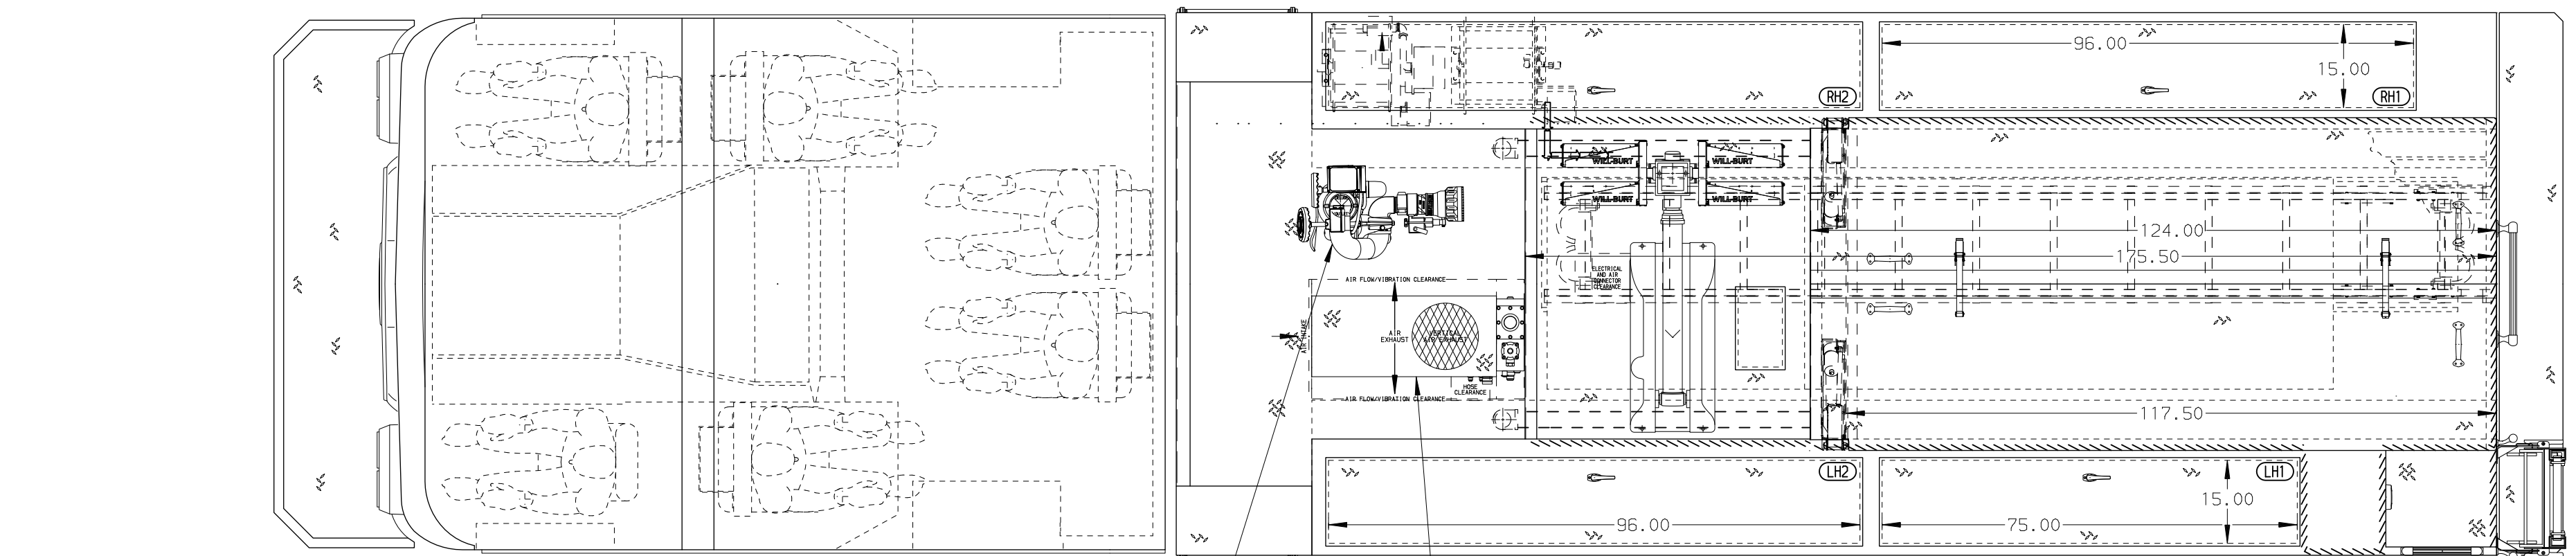 96.00
15.00
RH2
RH1
WILL-BURT
WILL-BURT
WILL-BURT
WILL-BURT
124.00
175.50
ELECTRICAL
AND AIR
CONNECTOR
CLEARANCE
AIR FLOW/VIBRATION CLEARANCE
AIR INTAKE
AIR
EXHAUST
VERTICAL
AIR EXHAUST
HOSE
CLEARANCE
AIR FLOW/VIBRATION CLEARANCE
117.50
LH2
LH1
15.00
96.00
75.00